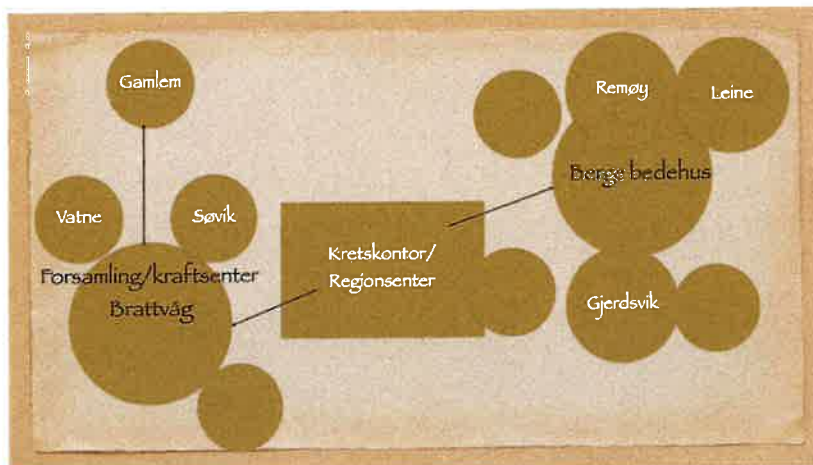 Gamlem
Vatne
Søvik
Forsamling/kraftsenter
Brattvåg
Kretskontor/
Regionsenter
Remøy
Leine
Berge bedehus
Gjerdsvik